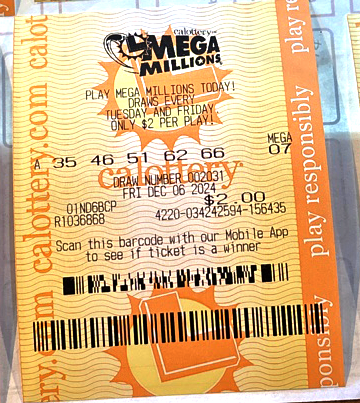 calottery
MEGA
MILLIONS
PLAY MEGA MILLIONS TODAY!
DRAWS EVERY
TUESDAY AND FRIDAY
ONLY $2 PER PLAY!
MEGA
A 35 46 51 62 66 07
calottery
DRAW NUMBER 002031
FRI DEC 06 2024
$2.00
01ND6BCP
R1036868 4220-034242594-156435
Scan this barcode with our Mobile App
to see if ticket is a winner
calottery.com calottery.com calot
play responsibly play re